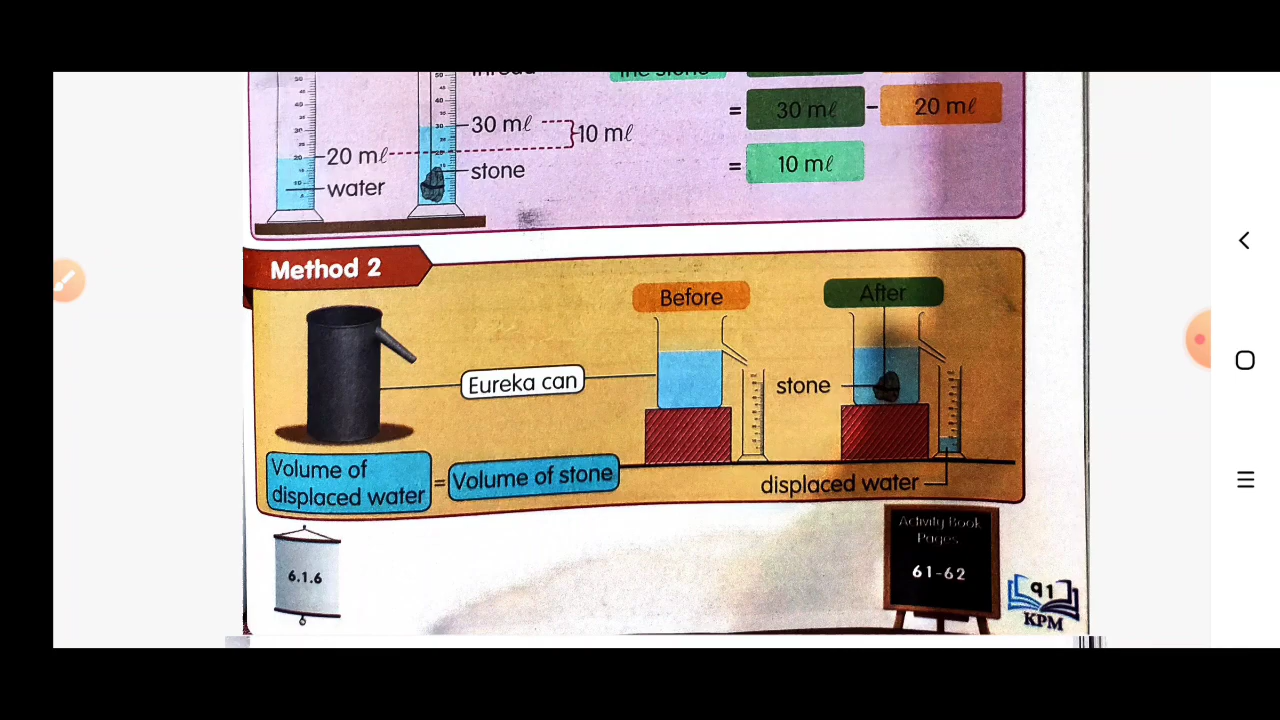 30 mℓ - 20 mℓ
=
30 mℓ
10 mℓ
20 mℓ
stone
= 10 mℓ
water
Method 2
Before
After
Eureka can
stone
Volume of
displaced water
= Volume of stone
displaced water
Activity Book
Pages
61-62
6.1.6
91
KPM